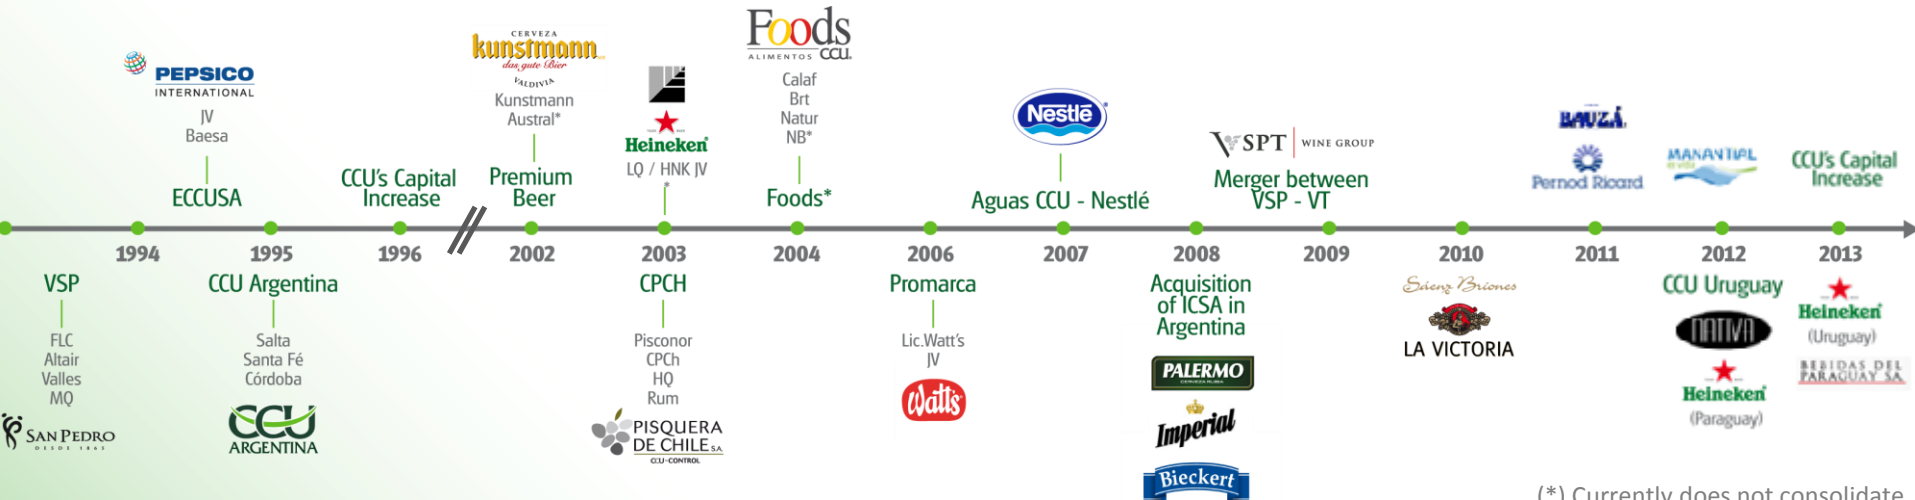 PEPSICO
INTERNATIONAL
JV
Baesa
ECCUSA
CCU's Capital
Increase
CERVEZA
kunstmann
das gute Bier
VALDIVIA
Kunstmann
Austral*
Premium
Beer
Heineken
LQ / HNK JV
*
Foods
ALIMENTOS CCU
Calaf
Brt
Natur
NB*
Foods*
Nestlé
Aguas CCU - Nestlé
VSPT WINE GROUP
Merger between
VSP - VT
BAUZÁ
Pernod Ricard
MANANTIAL
CCU's Capital
Increase
1994
1995
1996
2002
2003
2004
2006
2007
2008
2009
2010
2011
2012
2013
VSP
FLC
Altair
Valles
MQ
SAN PEDRO
DESDE 1865
CCU Argentina
Salta
Santa Fé
Córdoba
CCU
ARGENTINA
CPCH
Pisconor
CPCh
HQ
Rum
PISQUERA
DE CHILE S.A.
CCU-CONTROL
Promarca
Lic.Watt's
JV
Watt's
Acquisition
of ICSA in
Argentina
PALERMO
CERVEZA RUBIA
Imperial
Bieckert
Sáenz Briones
LA VICTORIA
CCU Uruguay
NATIVA
Heineken
(Paraguay)
Heineken
(Uruguay)
BEBIDAS DEL
PARAGUAY SA
(*) Currently does not consolidate